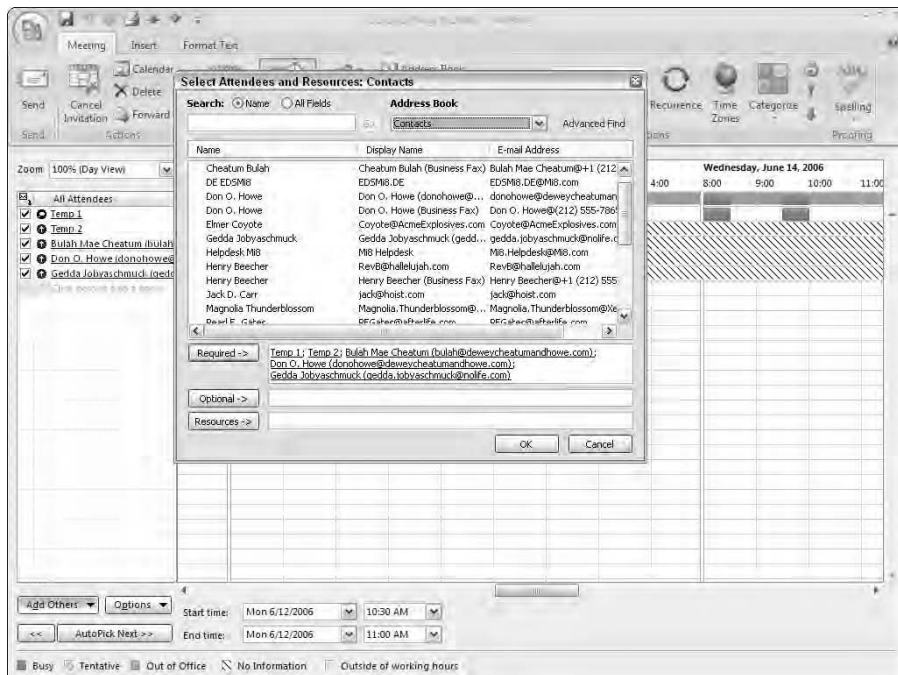 Meeting Insert Format Text
Calendar
Delete
Forward
Send
Cancel Invitation
Send
Actions
Address Book
Recurrence
Time Zones
Categorize
Spelling
Proofing
Select Attendees and Resources: Contacts
Search: Name All Fields Address Book
Go Contacts Advanced Find
Name Display Name E-mail Address
Cheatum Bulah Cheatum Bulah (Business Fax) Bulah Mae Cheatum@+1 (212
DE EDSMi8 EDSMi8.DE EDSMi8.DE@Mi8.com
Don O. Howe Don O. Howe (donohowe@... donohowe@deweycheatuman
Don O. Howe Don O. Howe (Business Fax) Don O. Howe@(212) 555-786
Elmer Coyote Coyote@AcmeExplosives.com Coyote@AcmeExplosives.c
Gedda Jobyaschmuck Gedda Jobyaschmuck (gedd... gedda.jobyaschmuck@nolife.c
Helpdesk Mi8 Mi8 Helpdesk Mi8.Helpdesk@Mi8.com
Henry Beecher RevB@hallelujah.com RevB@hallelujah.com
Henry Beecher Henry Beecher (Business Fax) Henry Beecher@+1 (212) 555
Jack D. Carr jack@hoist.com jack@hoist.com
Magnolia Thunderblossom Magnolia.Thunderblossom@... Magnolia.Thunderblossom@Xe
Pearl E. Gates PEGates@afterlife.com PEGates@afterlife.com
Required -> Temp 1; Temp 2; Bulah Mae Cheatum (bulah@deweycheatumandhowe.com);
Don O. Howe (donohowe@deweycheatumandhowe.com);
Gedda Jobyaschmuck (gedda.jobyaschmuck@nolife.com)
Optional ->
Resources ->
OK Cancel
Zoom 100% (Day View)
All Attendees
Temp 1
Temp 2
Bulah Mae Cheatum (bulah
Don O. Howe (donohowe@
Gedda Jobyaschmuck (gedd
Wednesday, June 14, 2006
4:00 8:00 9:00 10:00 11:00
Add Others Options
<< AutoPick Next >>
Start time: Mon 6/12/2006 10:30 AM
End time: Mon 6/12/2006 11:00 AM
Busy Tentative Out of Office No Information Outside of working hours